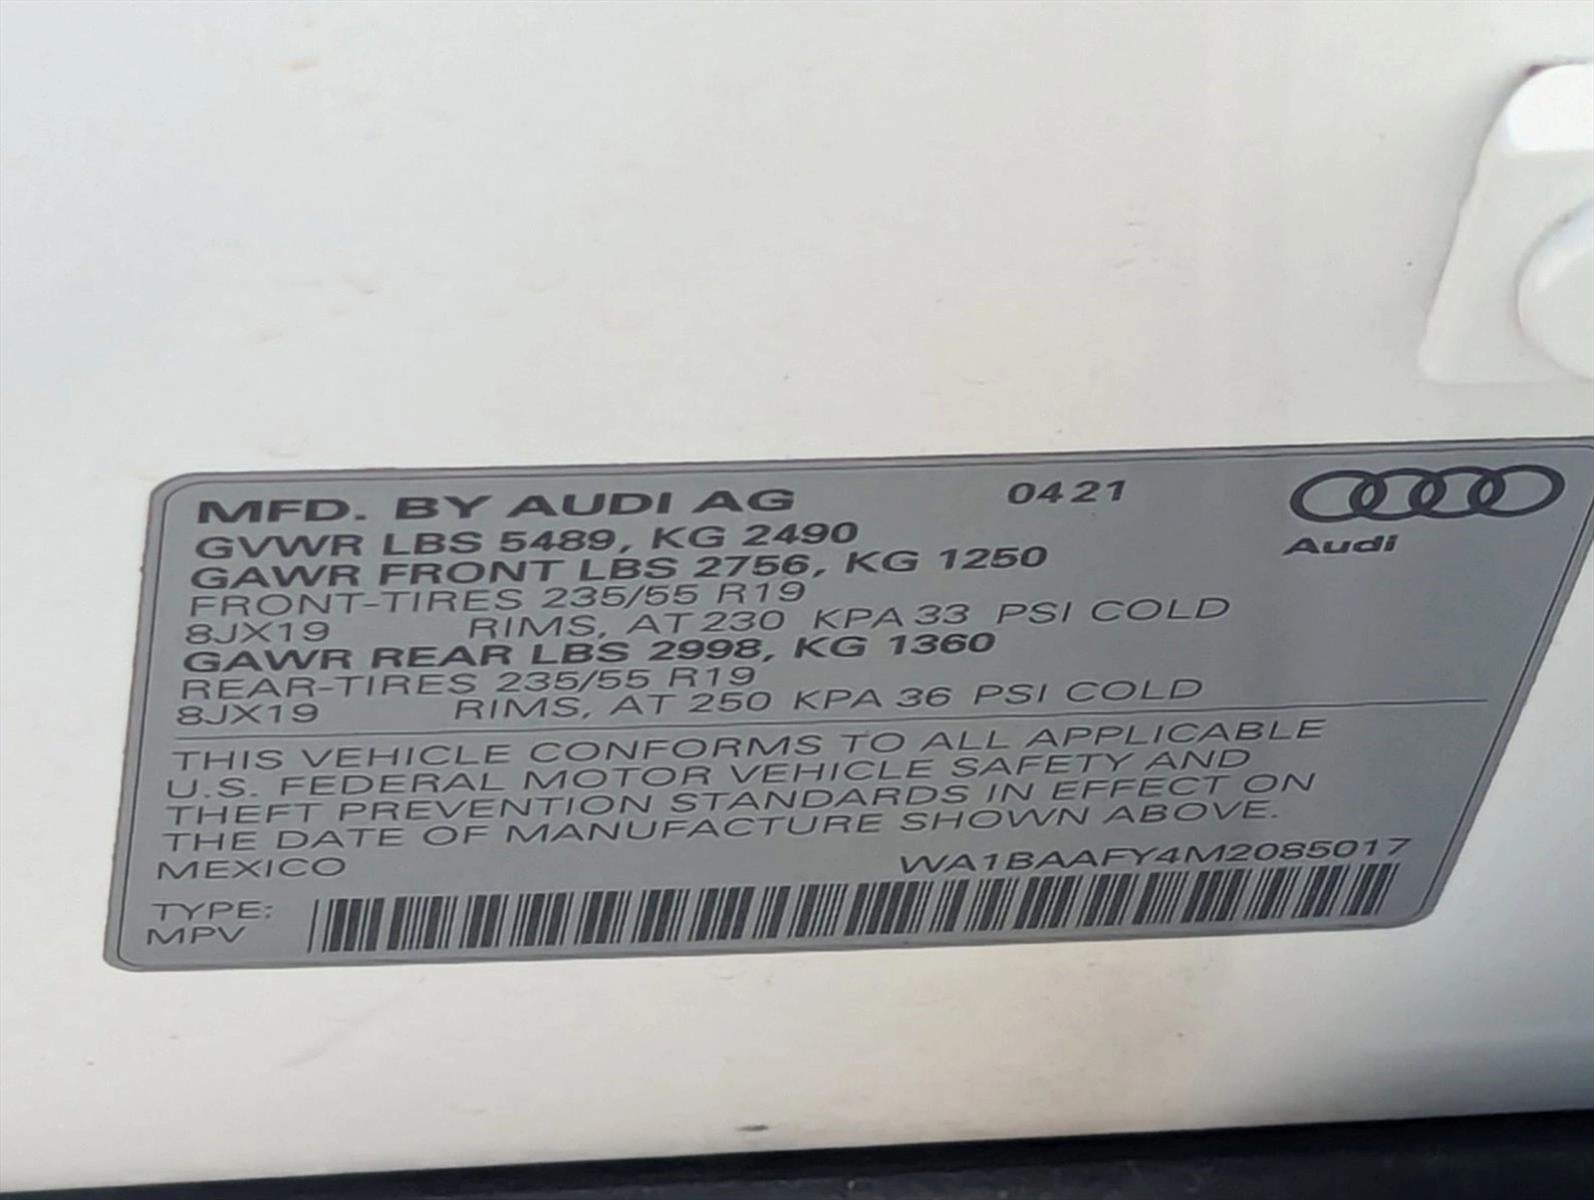 MFD. BY AUDI AG 0421
GVWR LBS 5489, KG 2490
Audi
GAWR FRONT LBS 2756, KG 1250
FRONT-TIRES 235/55 R19
8JX19 RIMS, AT 230 KPA 33 PSI COLD
GAWR REAR LBS 2998, KG 1360
REAR-TIRES 235/55 R19
8JX19 RIMS, AT 250 KPA 36 PSI COLD
THIS VEHICLE CONFORMS TO ALL APPLICABLE
U.S. FEDERAL MOTOR VEHICLE SAFETY AND
THEFT PREVENTION STANDARDS IN EFFECT ON
THE DATE OF MANUFACTURE SHOWN ABOVE.
MEXICO WA1BAAFY4M2085017
TYPE:
MPV